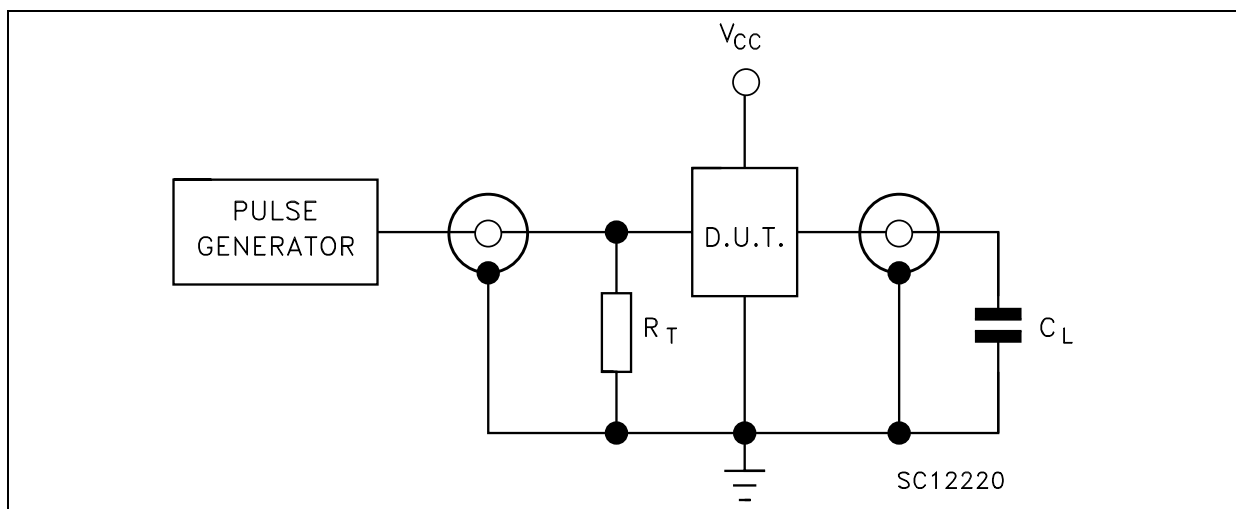 VCC
PULSE
GENERATOR
D.U.T.
RT
CL
SC12220